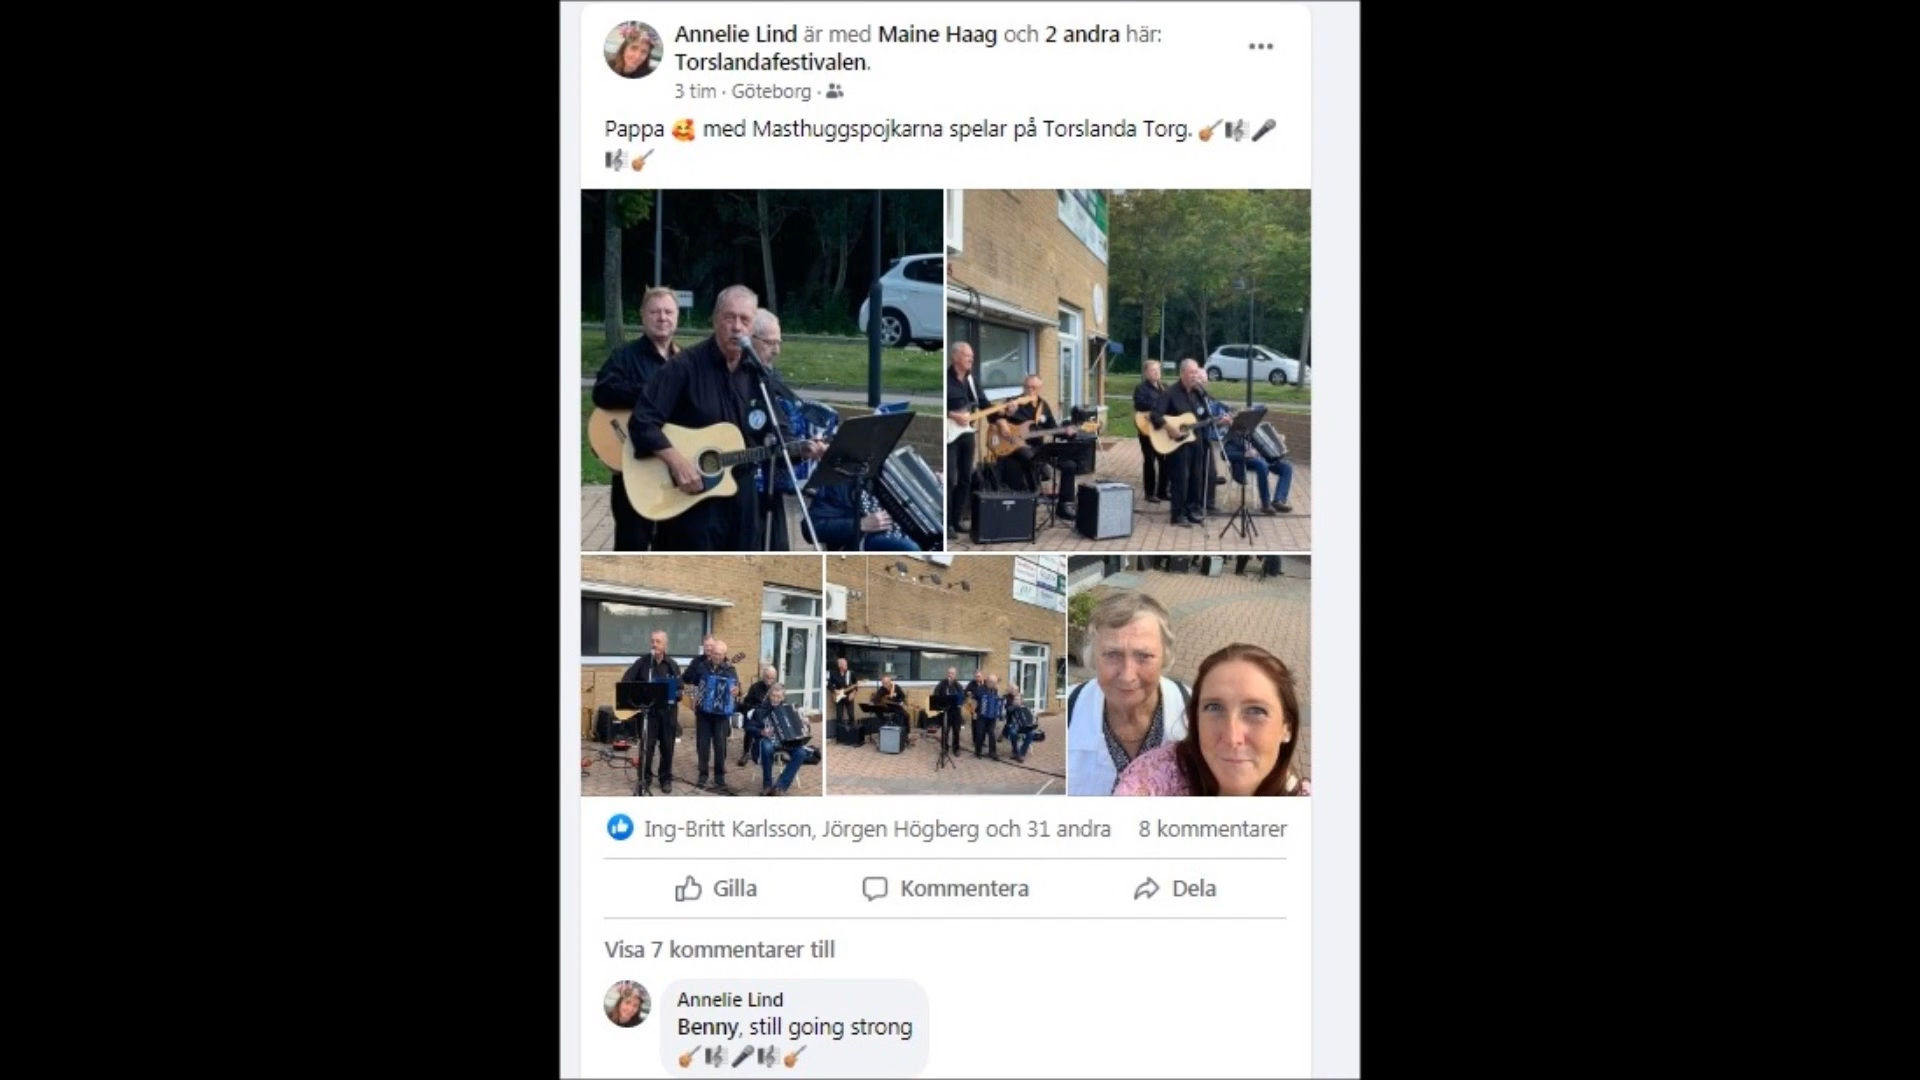 Annelie Lind är med Maine Haag och 2 andra här:
Torslandafestivalen.
3 tim · Göteborg ·
Pappa 🥰 med Masthuggspojkarna spelar på Torslanda Torg. 🎸🎼🎤
🎼🎸
Ing-Britt Karlsson, Jörgen Högberg och 31 andra 8 kommentarer
Gilla Kommentera Dela
Visa 7 kommentarer till
Annelie Lind
Benny, still going strong
🎸🎼🎤🎼🎸